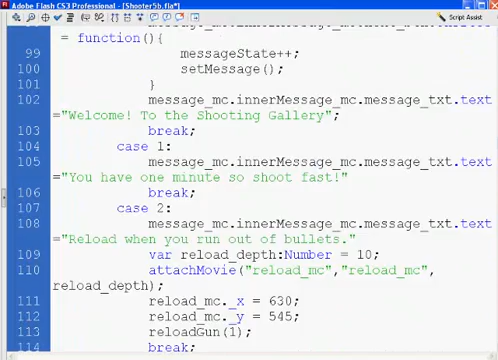 Adobe Flash CS3 Professional - [Shooter5b.fla*]
Script Assist
= function(){
99 messageState++;
100 setMessage();
101 }
102 message_mc.innerMessage_mc.message_txt.text
="Welcome! To the Shooting Gallery";
103 break;
104 case 1:
105 message_mc.innerMessage_mc.message_txt.text
="You have one minute so shoot fast!"
106 break;
107 case 2:
108 message_mc.innerMessage_mc.message_txt.text
="Reload when you run out of bullets."
109 var reload_depth:Number = 10;
110 attachMovie("reload_mc","reload_mc",
reload_depth);
111 reload_mc._x = 630;
112 reload_mc._y = 545;
113 reloadGun(1);
114 break;